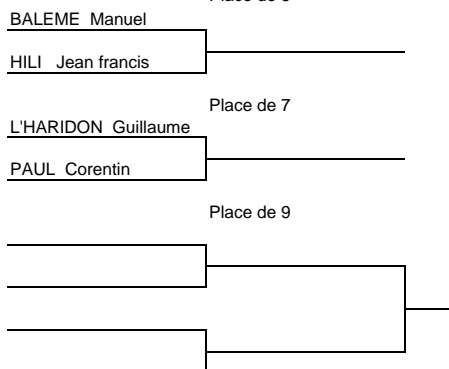 BALEME  Manuel
HILI   Jean francis
Place de 7
L'HARIDON  Guillaume
PAUL  Corentin
Place de 9